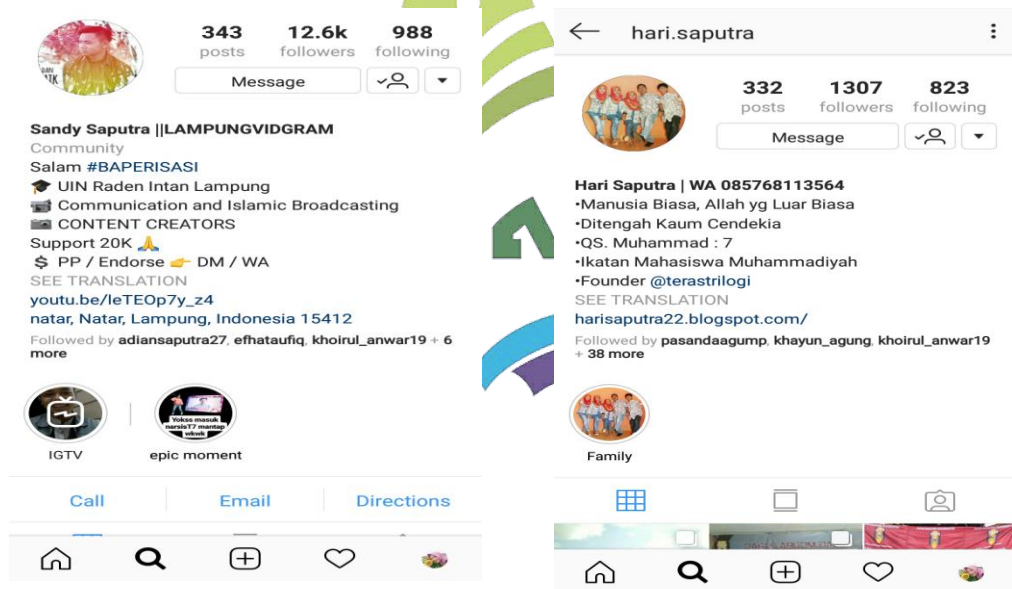 343 12.6k 988
posts followers following
Message
Sandy Saputra ||LAMPUNGVIDGRAM
Community
Salam #BAPERISASI
🎓 UIN Raden Intan Lampung
📹 Communication and Islamic Broadcasting
📷 CONTENT CREATORS
Support 20K 🙏
💲 PP / Endorse 👉 DM / WA
SEE TRANSLATION
youtu.be/leTEOp7y_z4
natar, Natar, Lampung, Indonesia 15412
Followed by adiansaputra27, efhataufiq, khoirul_anwar19 + 6
more
Yokss masuk
narsisT7 mantap
wkwk
IGTV epic moment
Call Email Directions
hari.saputra
332 1307 823
posts followers following
Message
Hari Saputra | WA 085768113564
•Manusia Biasa, Allah yg Luar Biasa
•Ditengah Kaum Cendekia
•QS. Muhammad : 7
•Ikatan Mahasiswa Muhammadiyah
•Founder @terastrilogi
SEE TRANSLATION
harisaputra22.blogspot.com/
Followed by pasandaagump, khayun_agung, khoirul_anwar19
+ 38 more
Family